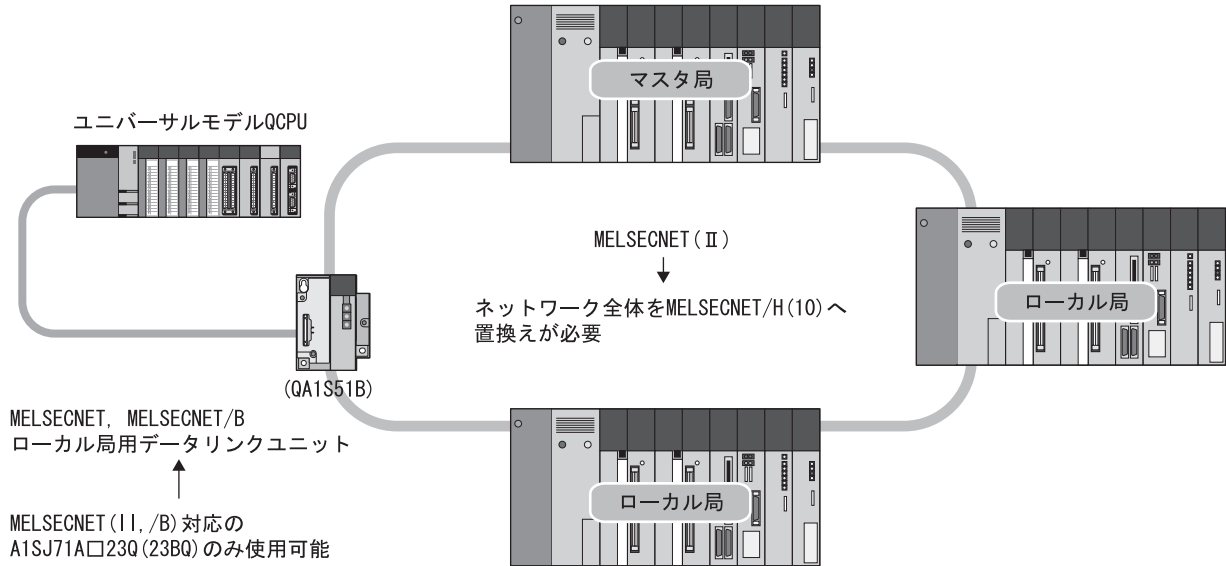 マスタ局
ユニバーサルモデルQCPU
MELSECNET(Ⅱ)
ネットワーク全体をMELSECNET/H(10)へ
置換えが必要
ローカル局
(QA1S51B)
MELSECNET, MELSECNET/B
ローカル局用データリンクユニット
MELSECNET(II,/B)対応の
A1SJ71A□23Q(23BQ)のみ使用可能
ローカル局